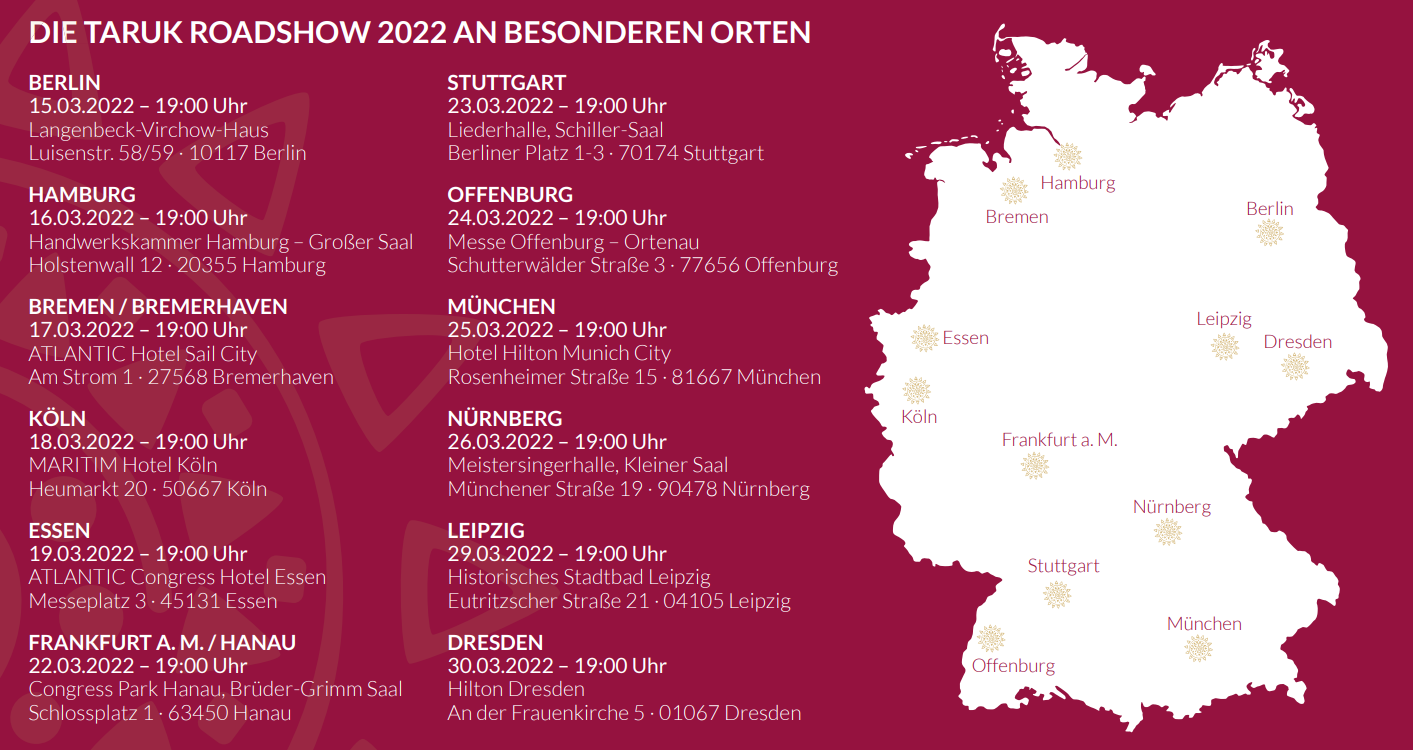 DIE TARUK ROADSHOW 2022 AN BESONDEREN ORTEN
BERLIN
15.03.2022 – 19:00 Uhr
Langenbeck-Virchow-Haus
Luisenstr. 58/59 · 10117 Berlin
HAMBURG
16.03.2022 – 19:00 Uhr
Handwerkskammer Hamburg – Großer Saal
Holstenwall 12 · 20355 Hamburg
BREMEN / BREMERHAVEN
17.03.2022 – 19:00 Uhr
ATLANTIC Hotel Sail City
Am Strom 1 · 27568 Bremerhaven
KÖLN
18.03.2022 – 19:00 Uhr
MARITIM Hotel Köln
Heumarkt 20 · 50667 Köln
ESSEN
19.03.2022 – 19:00 Uhr
ATLANTIC Congress Hotel Essen
Messeplatz 3 · 45131 Essen
FRANKFURT A. M. / HANAU
22.03.2022 – 19:00 Uhr
Congress Park Hanau, Brüder-Grimm Saal
Schlossplatz 1 · 63450 Hanau
STUTTGART
23.03.2022 – 19:00 Uhr
Liederhalle, Schiller-Saal
Berliner Platz 1-3 · 70174 Stuttgart
OFFENBURG
24.03.2022 – 19:00 Uhr
Messe Offenburg – Ortenau
Schutterwälder Straße 3 · 77656 Offenburg
MÜNCHEN
25.03.2022 – 19:00 Uhr
Hotel Hilton Munich City
Rosenheimer Straße 15 · 81667 München
NÜRNBERG
26.03.2022 – 19:00 Uhr
Meistersingerhalle, Kleiner Saal
Münchener Straße 19 · 90478 Nürnberg
LEIPZIG
29.03.2022 – 19:00 Uhr
Historisches Stadtbad Leipzig
Eutritzscher Straße 21 · 04105 Leipzig
DRESDEN
30.03.2022 – 19:00 Uhr
Hilton Dresden
An der Frauenkirche 5 · 01067 Dresden
Hamburg
Bremen
Berlin
Leipzig
Essen
Dresden
Köln
Frankfurt a. M.
Nürnberg
Stuttgart
München
Offenburg